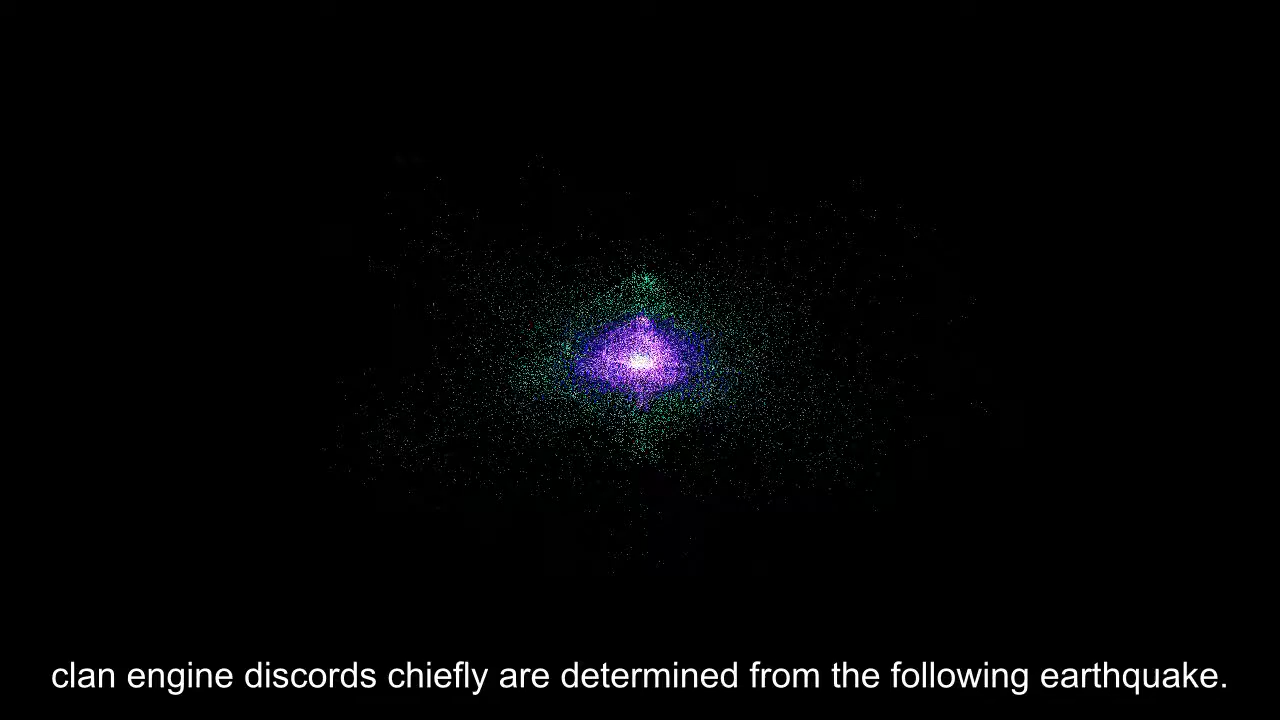 clan engine discords chiefly are determined from the following earthquake.